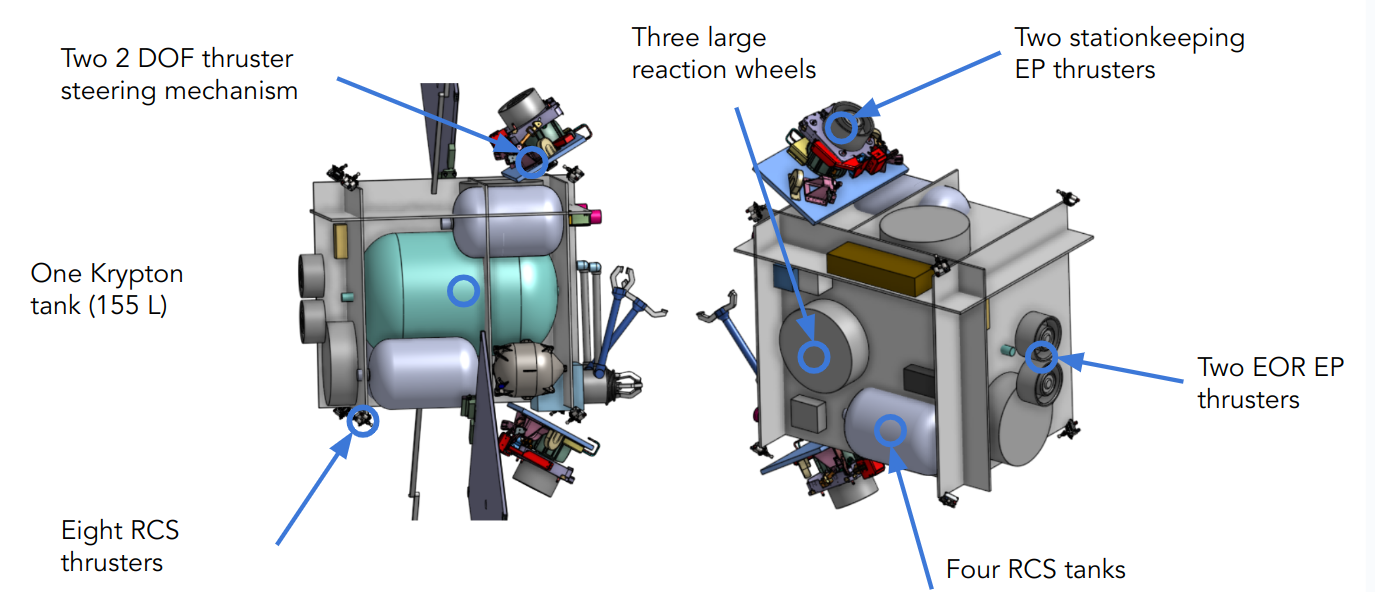 Two 2 DOF thruster
steering mechanism
Three large
reaction wheels
Two stationkeeping
EP thrusters
One Krypton
tank (155 L)
Two EOR EP
thrusters
Eight RCS
thrusters
Four RCS tanks